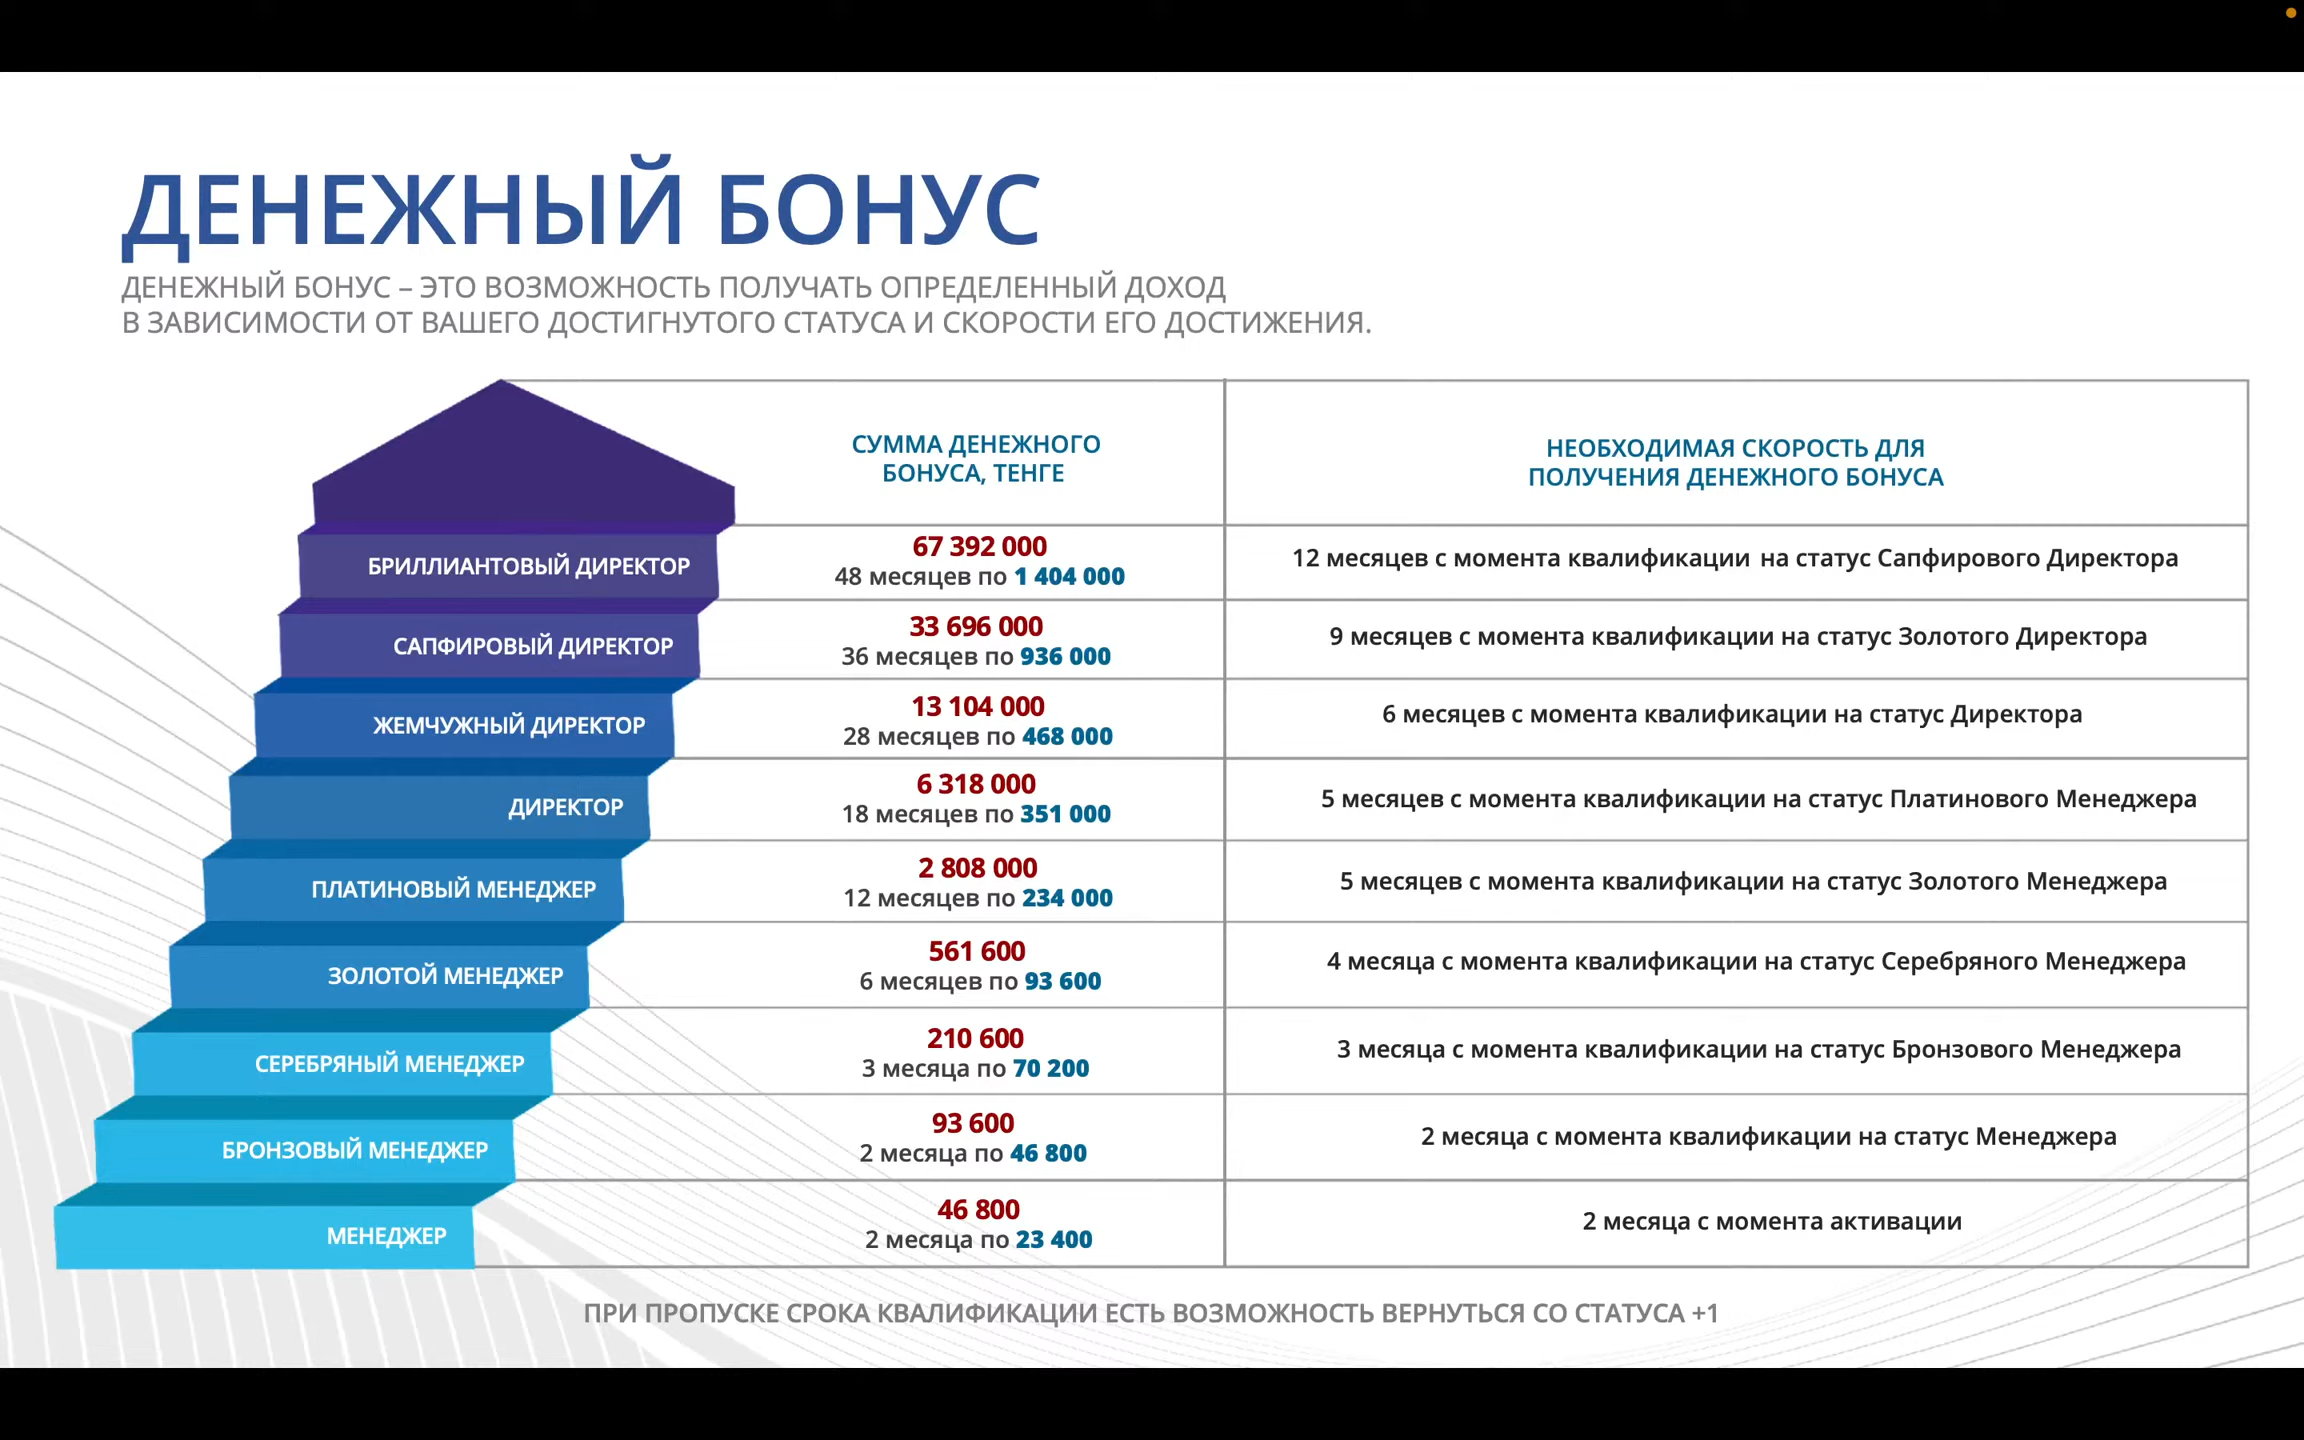 ДЕНЕЖНЫЙ БОНУС
ДЕНЕЖНЫЙ БОНУС – ЭТО ВОЗМОЖНОСТЬ ПОЛУЧАТЬ ОПРЕДЕЛЕННЫЙ ДОХОД
В ЗАВИСИМОСТИ ОТ ВАШЕГО ДОСТИГНУТОГО СТАТУСА И СКОРОСТИ ЕГО ДОСТИЖЕНИЯ.
СУММА ДЕНЕЖНОГО
БОНУСА, ТЕНГЕ
НЕОБХОДИМАЯ СКОРОСТЬ ДЛЯ
ПОЛУЧЕНИЯ ДЕНЕЖНОГО БОНУСА
БРИЛЛИАНТОВЫЙ ДИРЕКТОР
67 392 000
48 месяцев по 1 404 000
12 месяцев с момента квалификации на статус Сапфирового Директора
САПФИРОВЫЙ ДИРЕКТОР
33 696 000
36 месяцев по 936 000
9 месяцев с момента квалификации на статус Золотого Директора
ЖЕМЧУЖНЫЙ ДИРЕКТОР
13 104 000
28 месяцев по 468 000
6 месяцев с момента квалификации на статус Директора
ДИРЕКТОР
6 318 000
18 месяцев по 351 000
5 месяцев с момента квалификации на статус Платинового Менеджера
ПЛАТИНОВЫЙ МЕНЕДЖЕР
2 808 000
12 месяцев по 234 000
5 месяцев с момента квалификации на статус Золотого Менеджера
ЗОЛОТОЙ МЕНЕДЖЕР
561 600
6 месяцев по 93 600
4 месяца с момента квалификации на статус Серебряного Менеджера
СЕРЕБРЯНЫЙ МЕНЕДЖЕР
210 600
3 месяца по 70 200
3 месяца с момента квалификации на статус Бронзового Менеджера
БРОНЗОВЫЙ МЕНЕДЖЕР
93 600
2 месяца по 46 800
2 месяца с момента квалификации на статус Менеджера
МЕНЕДЖЕР
46 800
2 месяца по 23 400
2 месяца с момента активации
ПРИ ПРОПУСКЕ СРОКА КВАЛИФИКАЦИИ ЕСТЬ ВОЗМОЖНОСТЬ ВЕРНУТЬСЯ СО СТАТУСА +1